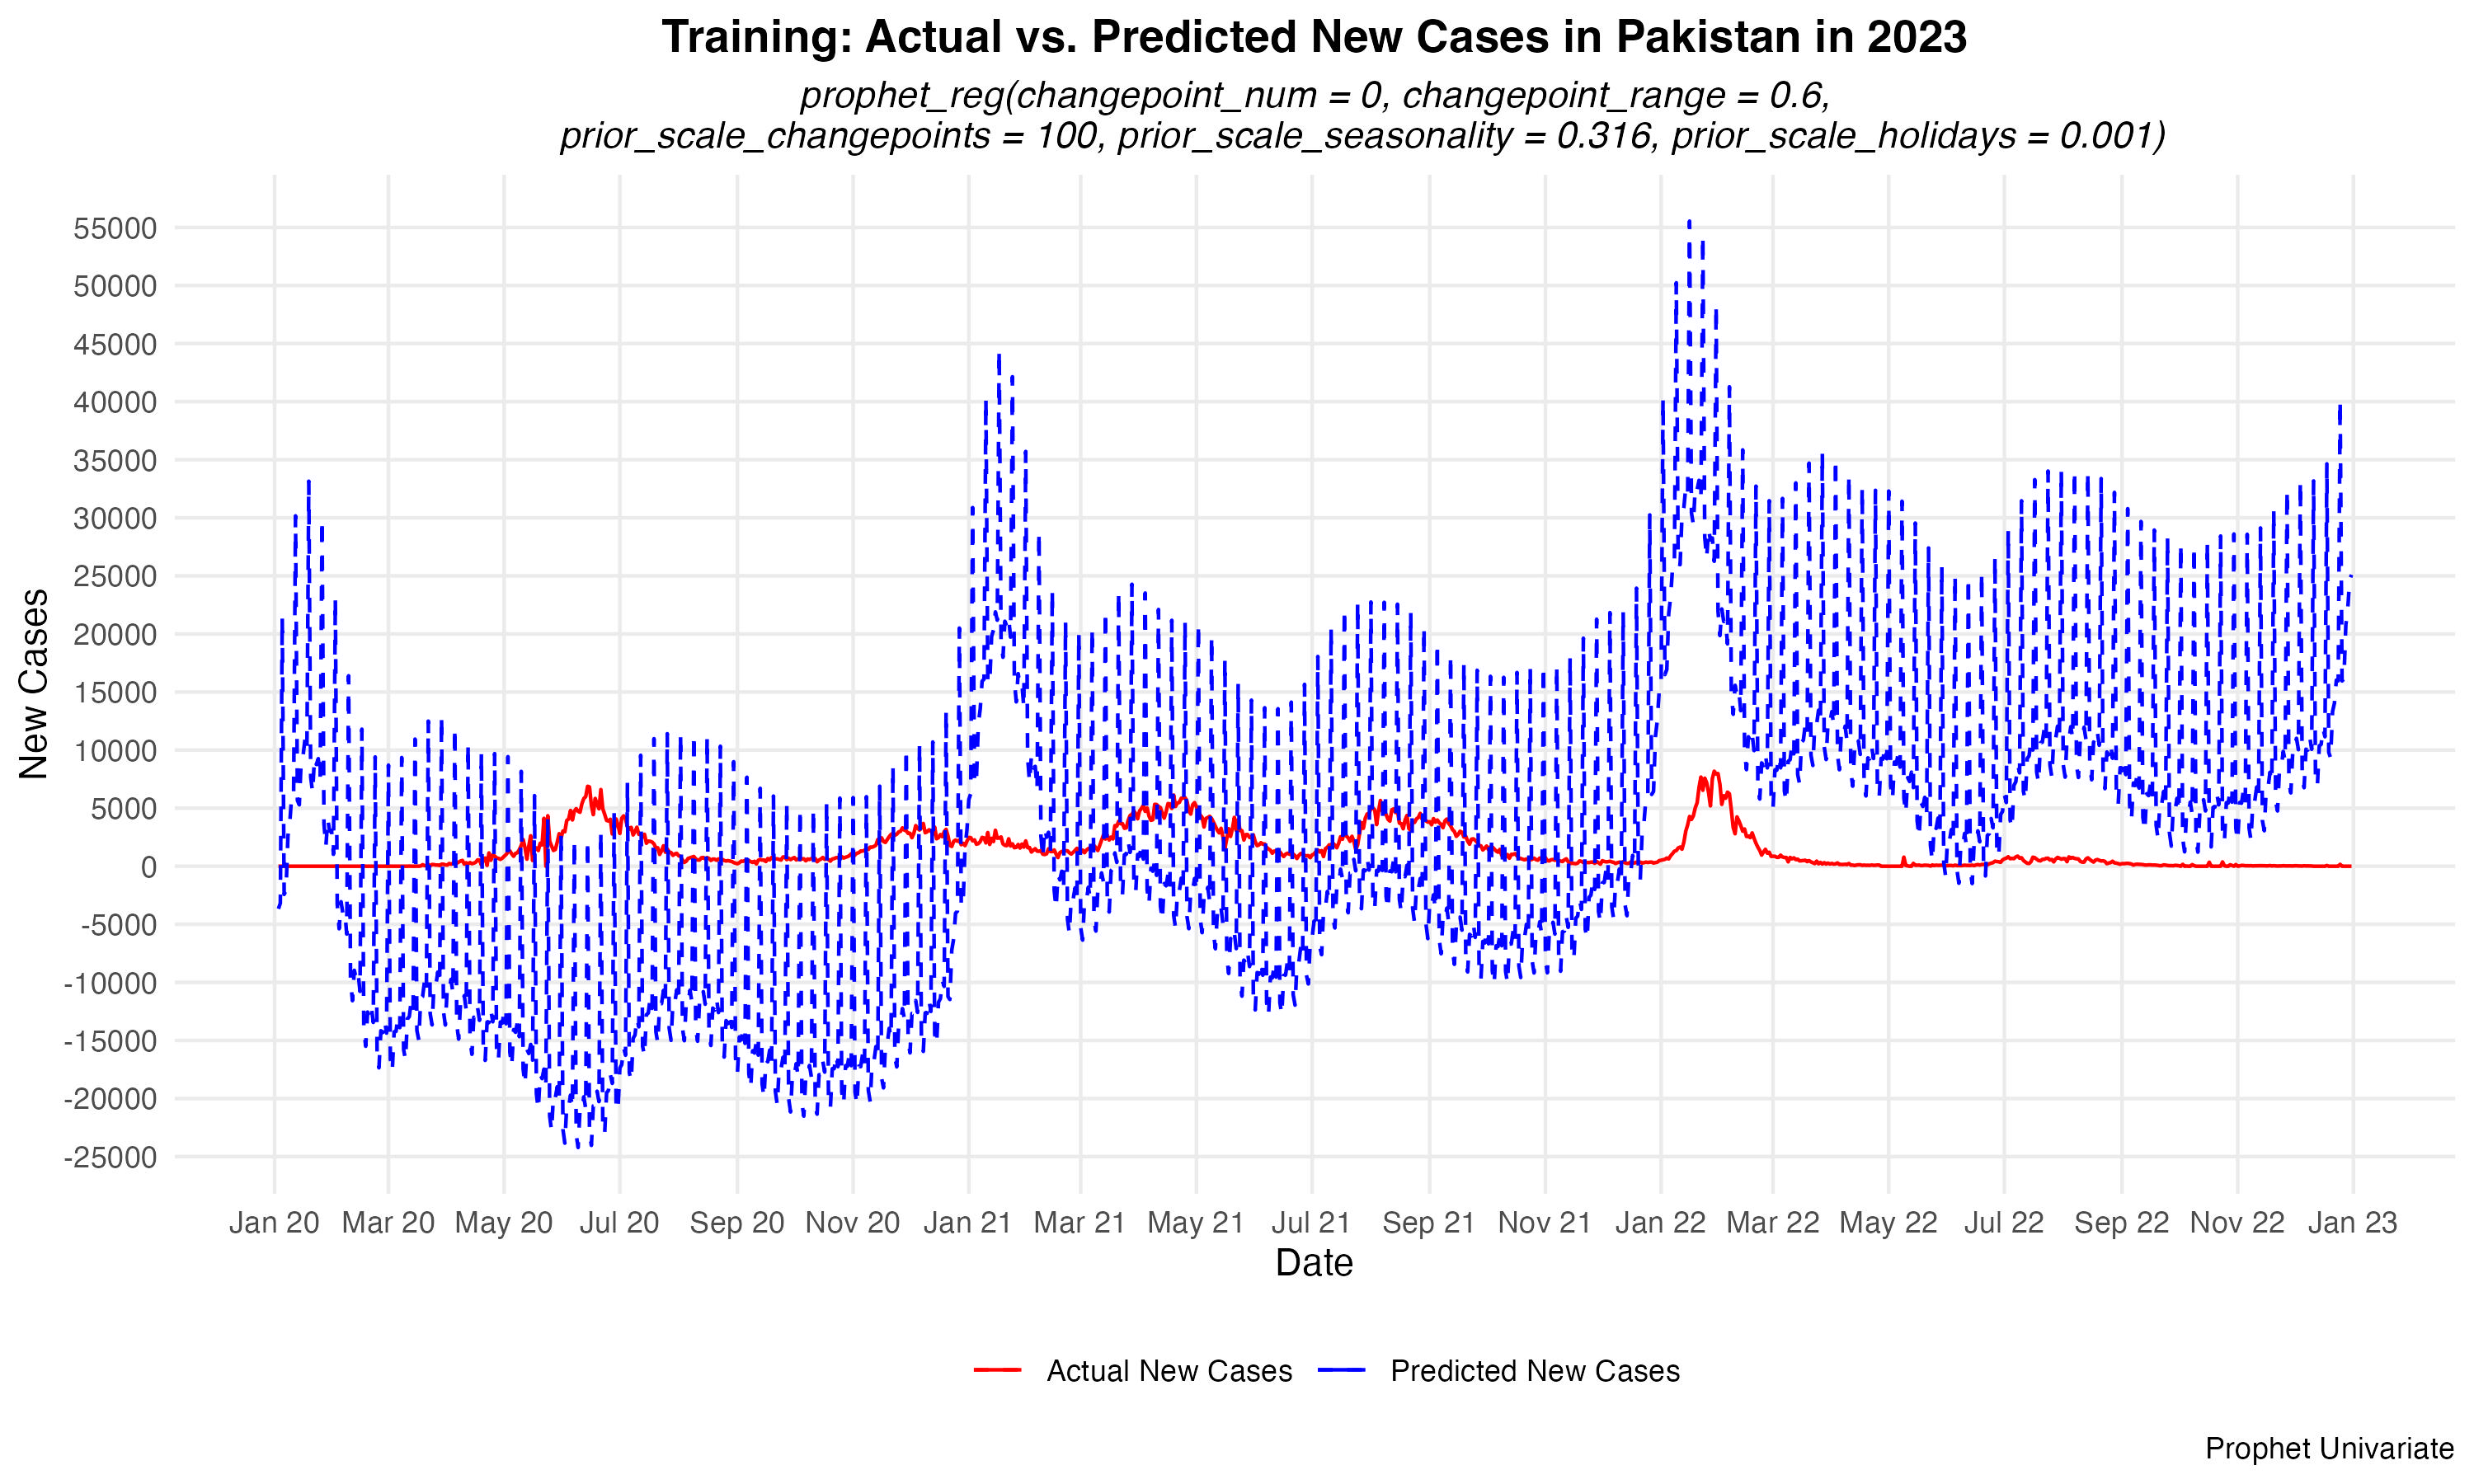 Training: Actual vs. Predicted New Cases in Pakistan in 2023
prophet_reg(changepoint_num = 0, changepoint_range = 0.6,
prior_scale_changepoints = 100, prior_scale_seasonality = 0.316, prior_scale_holidays = 0.001)
New Cases
55000
50000
45000
40000
35000
30000
25000
20000
15000
10000
5000
0
-5000
-10000
-15000
-20000
-25000
Jan 20 Mar 20 May 20 Jul 20 Sep 20 Nov 20 Jan 21 Mar 21 May 21 Jul 21 Sep 21 Nov 21 Jan 22 Mar 22 May 22 Jul 22 Sep 22 Nov 22 Jan 23
Date
Actual New Cases Predicted New Cases
Prophet Univariate